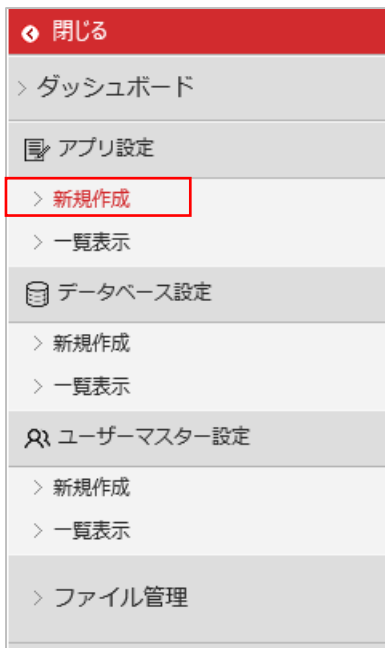 閉じる
ダッシュボード
アプリ設定
新規作成
一覧表示
データベース設定
新規作成
一覧表示
ユーザーマスター設定
新規作成
一覧表示
ファイル管理